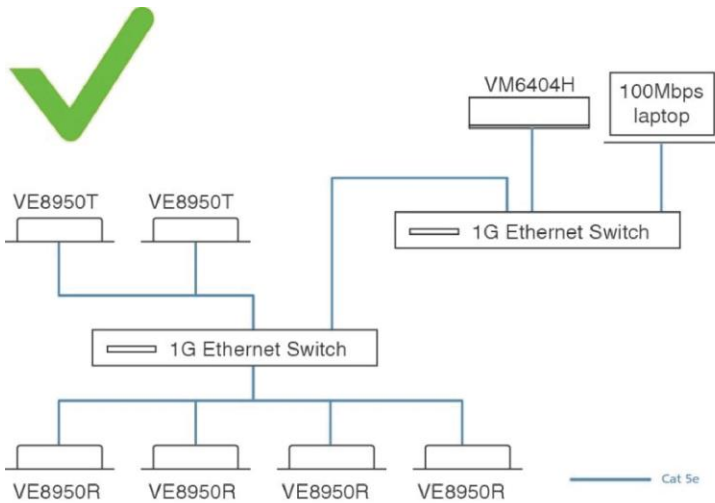 VM6404H
100Mbps
laptop
VE8950T
VE8950T
1G Ethernet Switch
1G Ethernet Switch
VE8950R
VE8950R
VE8950R
VE8950R
Cat 5e